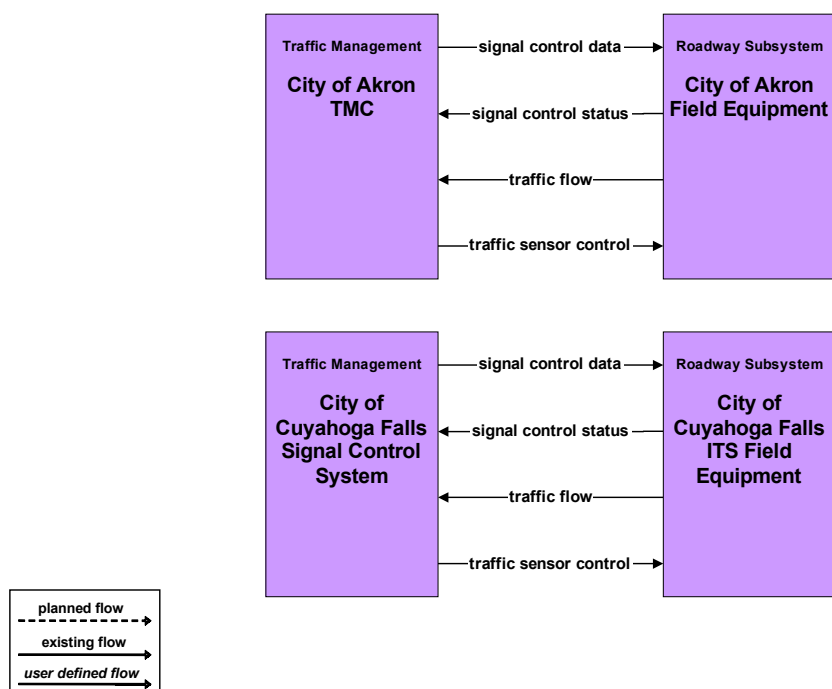 Traffic Management
City of Akron
TMC
signal control data
signal control status
traffic flow
traffic sensor control
Roadway Subsystem
City of Akron
Field Equipment
Traffic Management
City of
Cuyahoga Falls
Signal Control
System
signal control data
signal control status
traffic flow
traffic sensor control
Roadway Subsystem
City of
Cuyahoga Falls
ITS Field
Equipment
planned flow
existing flow
user defined flow